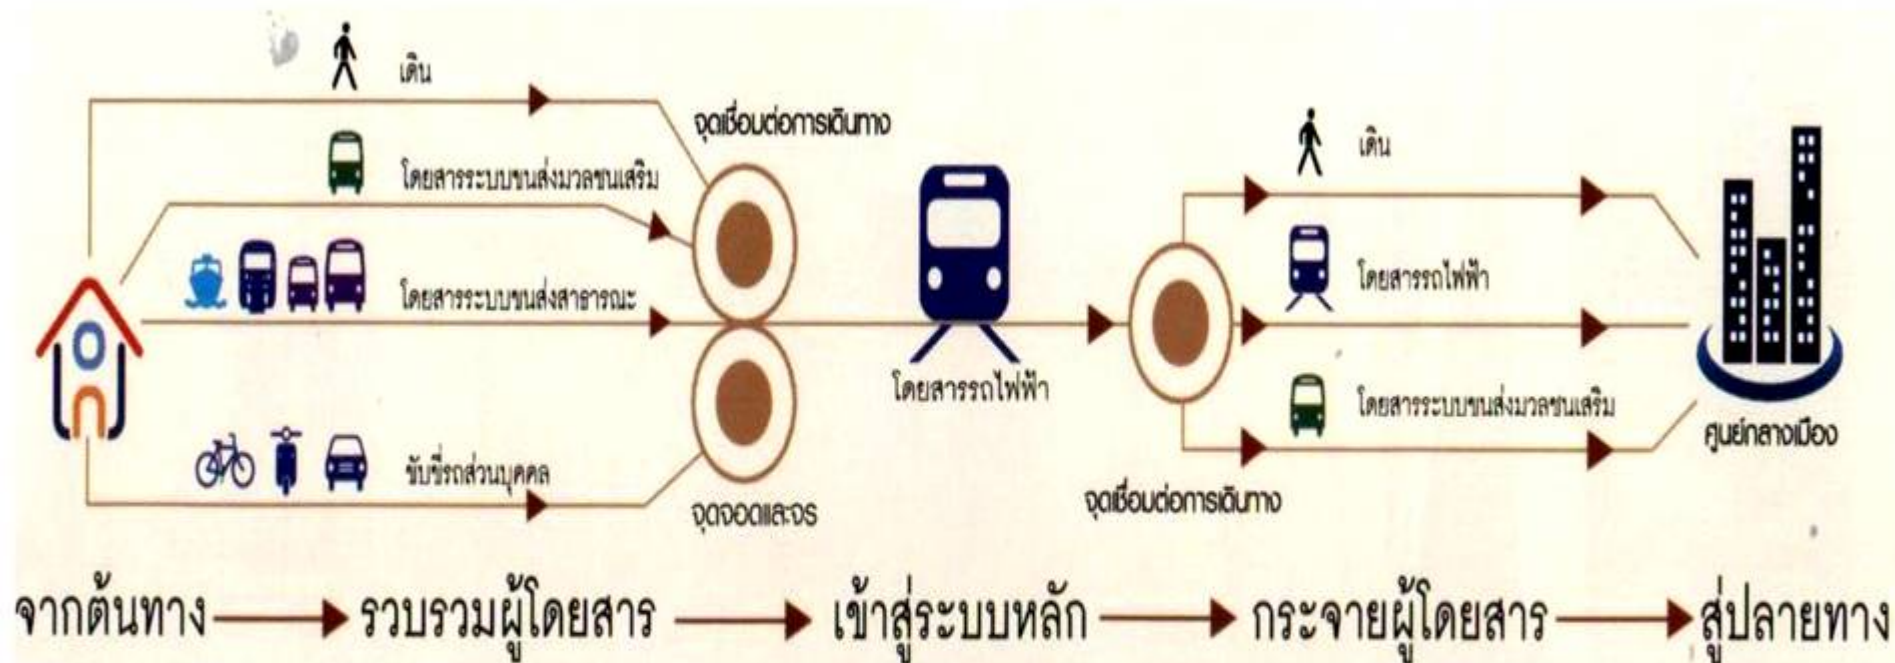 เดิน
จุดเชื่อมต่อการเดินทาง
เดิน
โดยสารระบบขนส่งมวลชนเสริม
โดยสารระบบขนส่งสาธารณะ
โดยสารรถไฟฟ้า
โดยสารรถไฟฟ้า
โดยสารระบบขนส่งมวลชนเสริม
ศูนย์กลางเมือง
ขับขี่รถส่วนบุคคล
จุดจอดและจร
จุดเชื่อมต่อการเดินทาง
จากต้นทาง รวบรวมผู้โดยสาร เข้าสู่ระบบหลัก กระจายผู้โดยสาร สู่ปลายทาง